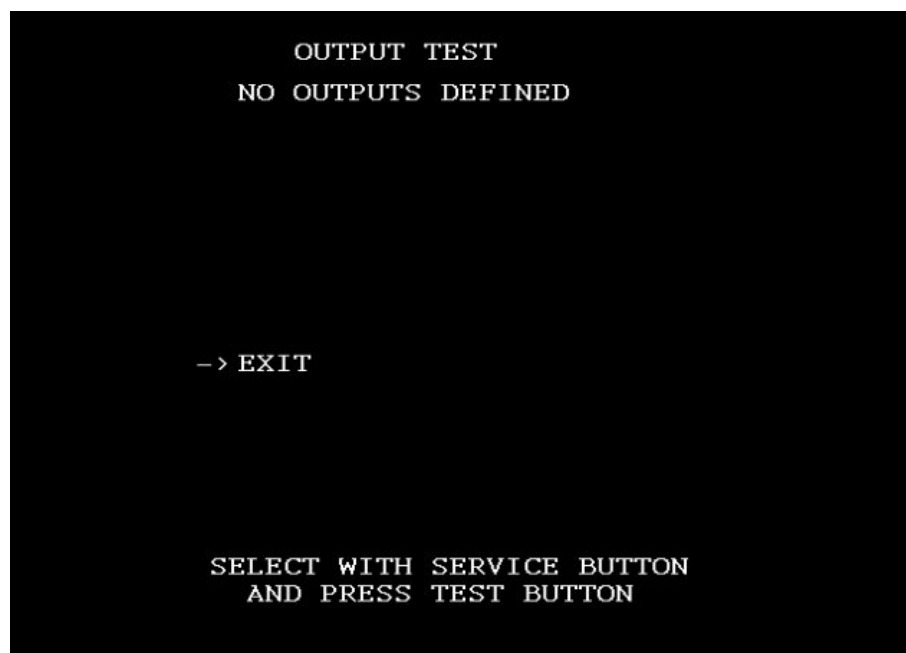 OUTPUT TEST
NO OUTPUTS DEFINED
-> EXIT
SELECT WITH SERVICE BUTTON
AND PRESS TEST BUTTON